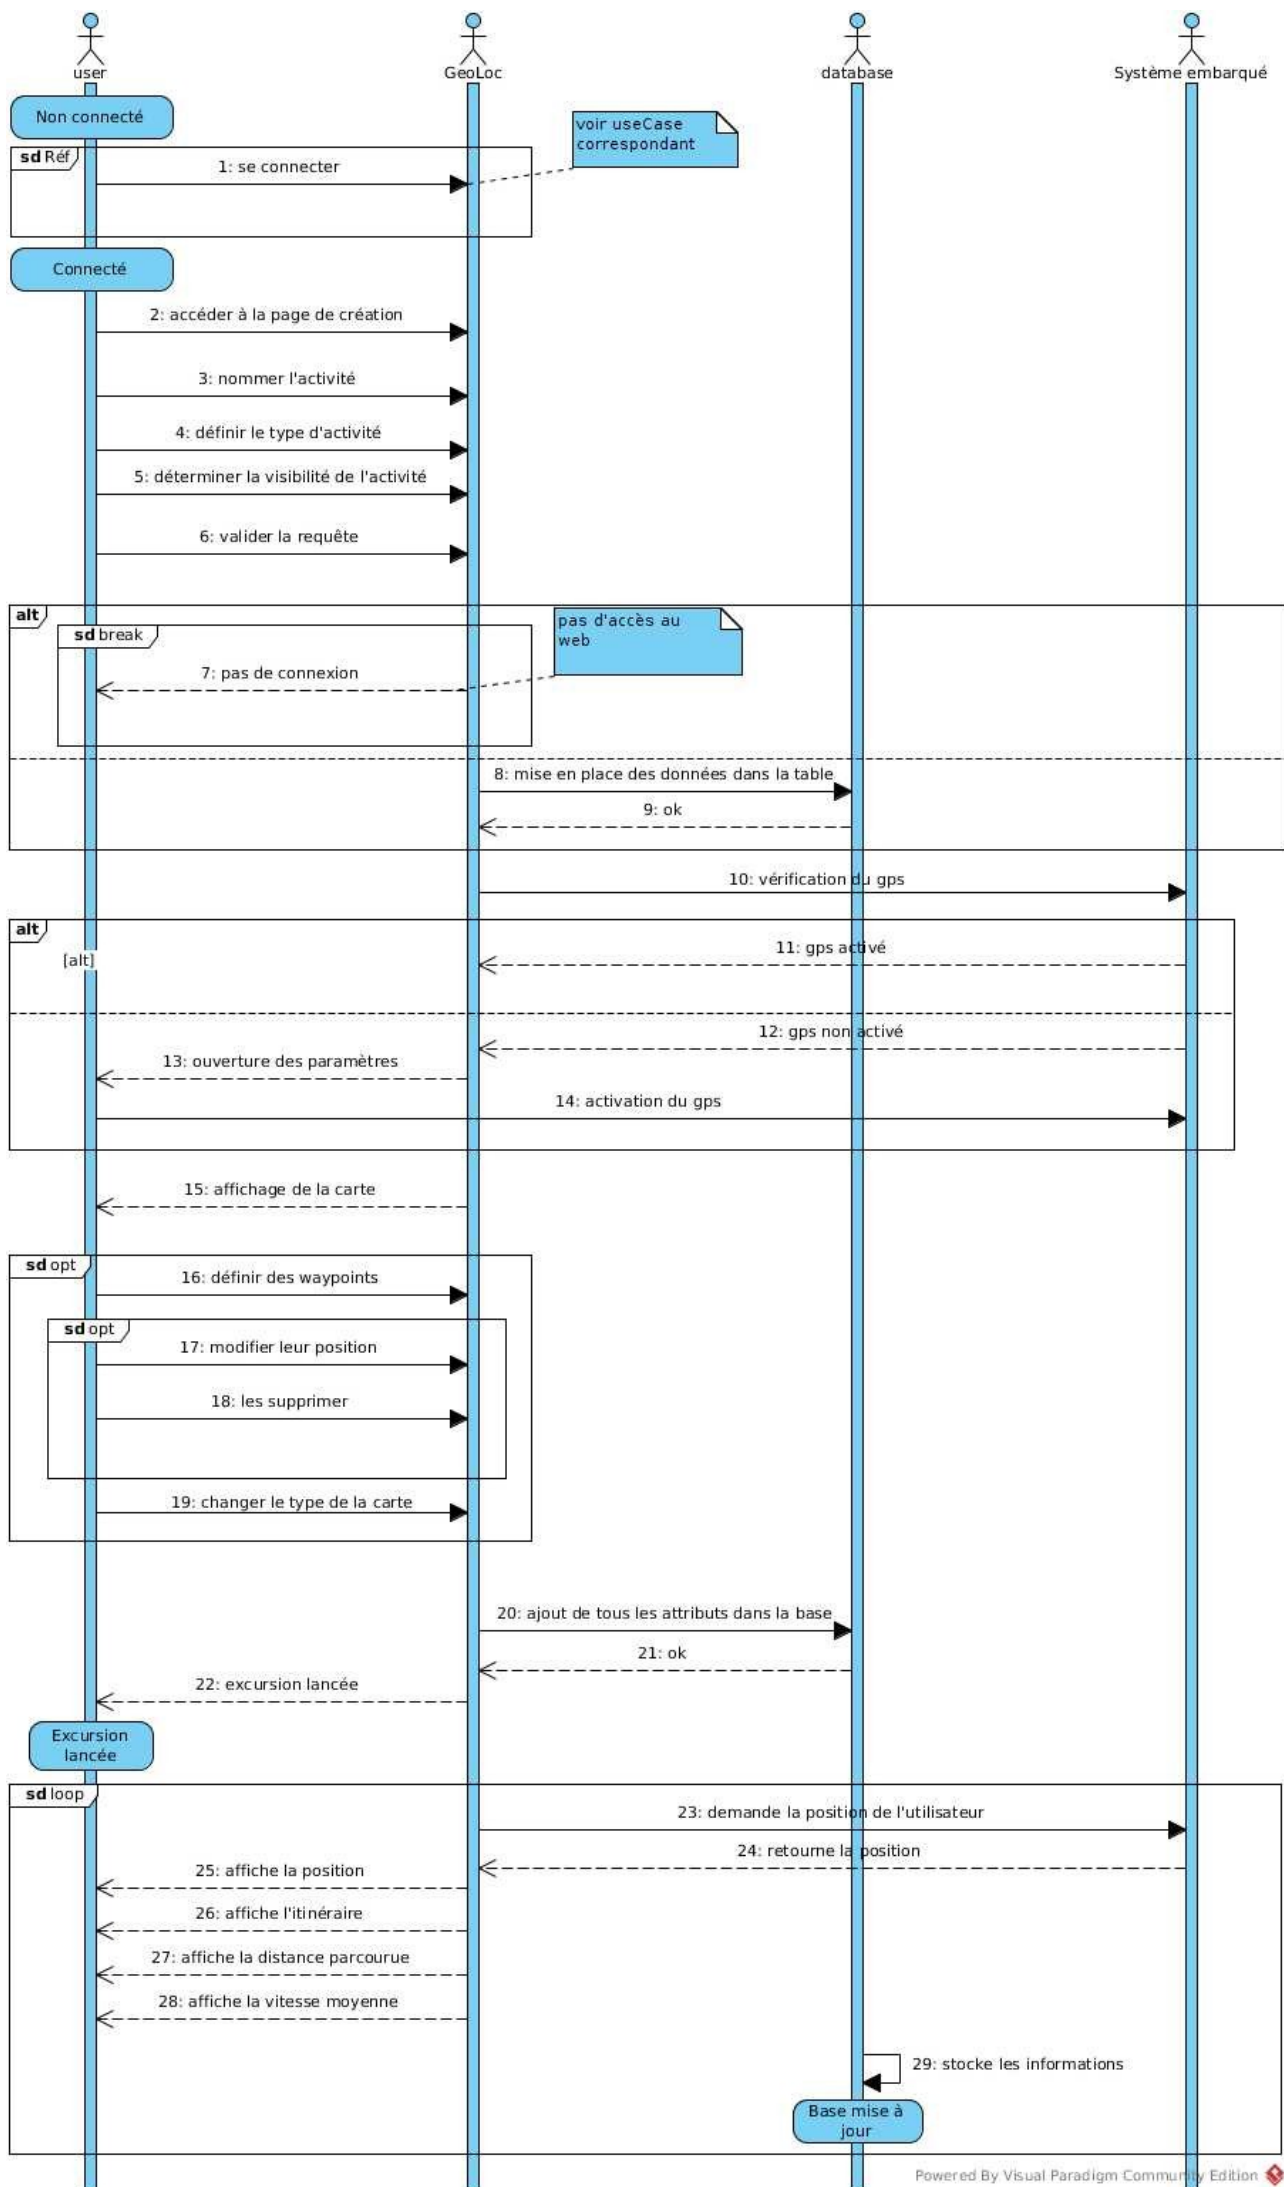 user
GeoLoc
database
Système embarqué
Non connecté
voir useCase
correspondant
sd Réf
1: se connecter
Connecté
2: accéder à la page de création
3: nommer l'activité
4: définir le type d'activité
5: déterminer la visibilité de l'activité
6: valider la requête
alt
sd break
pas d'accès au
web
7: pas de connexion
8: mise en place des données dans la table
9: ok
10: vérification du gps
alt
[alt]
11: gps activé
12: gps non activé
13: ouverture des paramètres
14: activation du gps
15: affichage de la carte
sd opt
16: définir des waypoints
sd opt
17: modifier leur position
18: les supprimer
19: changer le type de la carte
20: ajout de tous les attributs dans la base
21: ok
22: excursion lancée
Excursion
lancée
sd loop
23: demande la position de l'utilisateur
24: retourne la position
25: affiche la position
26: affiche l'itinéraire
27: affiche la distance parcourue
28: affiche la vitesse moyenne
29: stocke les informations
Base mise à
jour
Powered By Visual Paradigm Community Edition